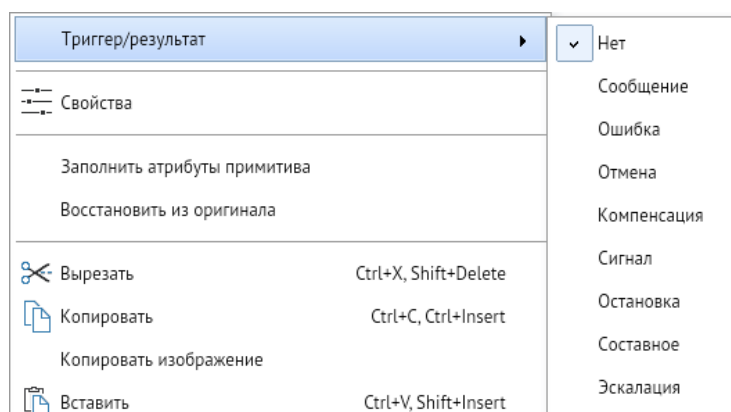 Триггер/результат
Свойства
Заполнить атрибуты примитива
Восстановить из оригинала
Вырезать Ctrl+X, Shift+Delete
Копировать Ctrl+C, Ctrl+Insert
Копировать изображение
Вставить Ctrl+V, Shift+Insert
Нет
Сообщение
Ошибка
Отмена
Компенсация
Сигнал
Остановка
Составное
Эскалация